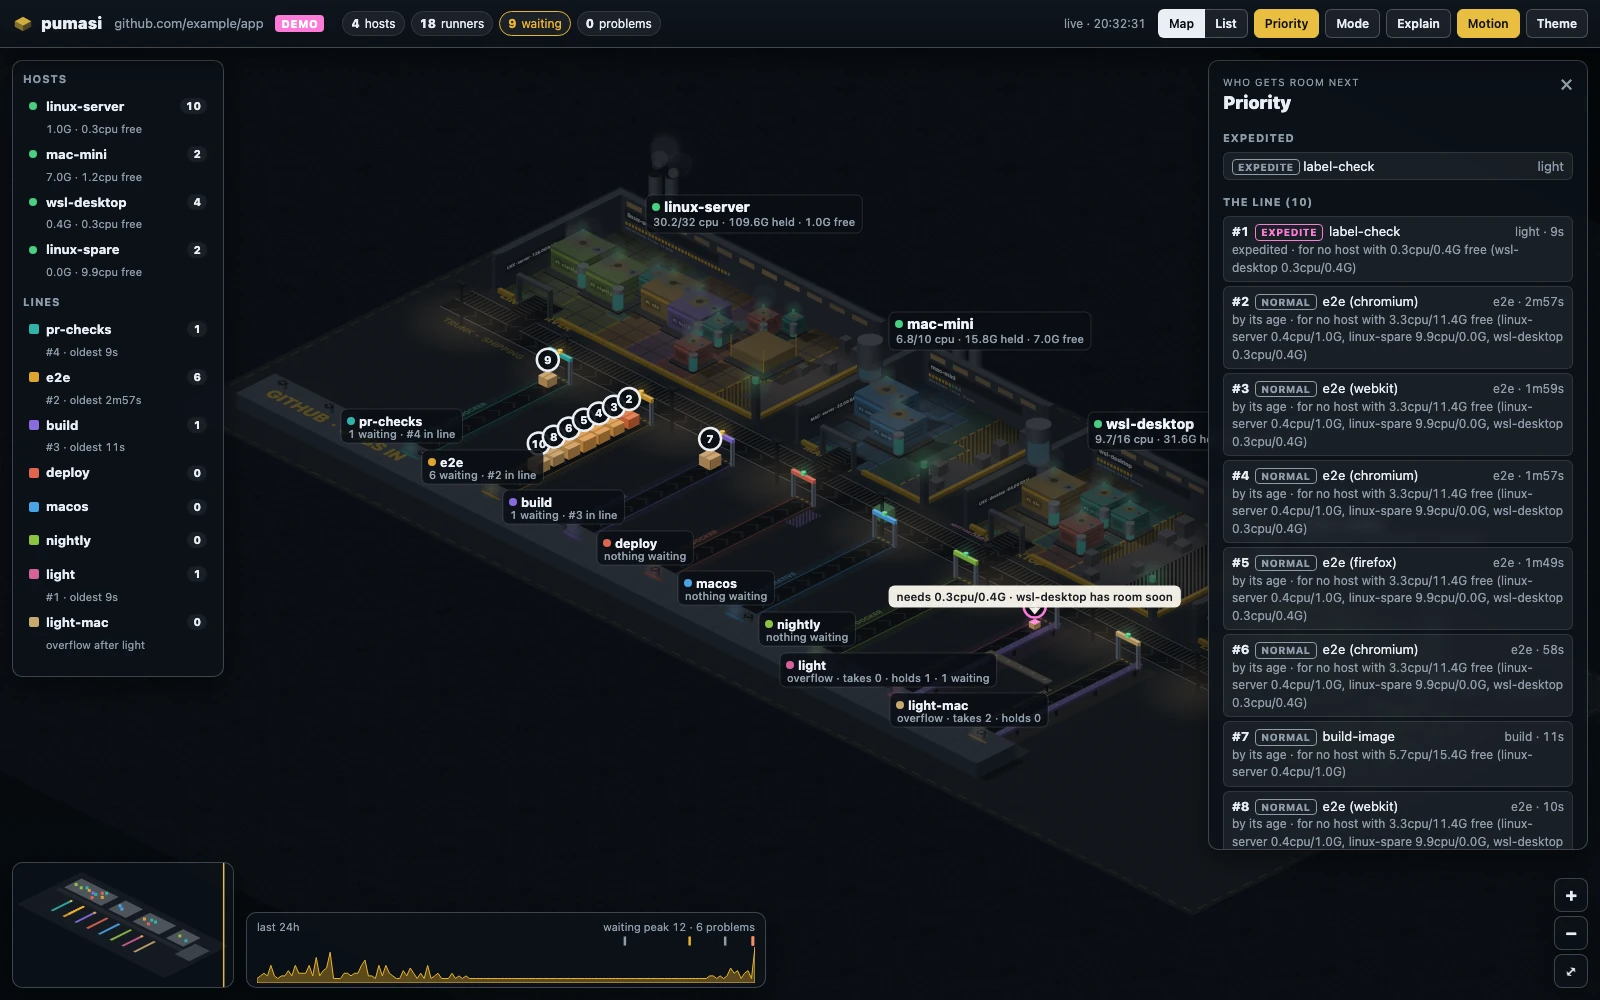 pumasi github.com/example/app DEMO 4 hosts 18 runners 9 waiting 0 problems live · 20:32:31 Map List Priority Mode Explain Motion Theme
HOSTS
linux-server 10
1.0G · 0.3cpu free
mac-mini 2
7.0G · 1.2cpu free
wsl-desktop 4
0.4G · 0.3cpu free
linux-spare 2
0.0G · 9.9cpu free
LINES
pr-checks 1
#4 · oldest 9s
e2e 6
#2 · oldest 2m57s
build 1
#3 · oldest 11s
deploy 0
macos 0
nightly 0
light 1
#1 · oldest 9s
light-mac 0
overflow after light
linux-server
30.2/32 cpu · 109.6G held · 1.0G free
mac-mini
6.8/10 cpu · 15.8G held · 7.0G free
wsl-desktop
9.7/16 cpu · 31.6G
9
10 8 6 5 4 3 2
7
pr-checks
1 waiting · #4 in line
e2e
6 waiting · #2 in line
build
1 waiting · #3 in line
deploy
nothing waiting
macos
nothing waiting
nightly
nothing waiting
needs 0.3cpu/0.4G · wsl-desktop has room soon
light
overflow · takes 0 · holds 1 · 1 waiting
light-mac
overflow · takes 2 · holds 0
GITHUB
IN
last 24h waiting peak 12 · 6 problems
WHO GETS ROOM NEXT
Priority
EXPEDITED
EXPEDITE label-check light
THE LINE (10)
#1 EXPEDITE label-check light · 9s
expedited · for no host with 0.3cpu/0.4G free (wsl-
desktop 0.3cpu/0.4G)
#2 NORMAL e2e (chromium) e2e · 2m57s
by its age · for no host with 3.3cpu/11.4G free (linux-
server 0.4cpu/1.0G, linux-spare 9.9cpu/0.0G, wsl-desktop
0.3cpu/0.4G)
#3 NORMAL e2e (webkit) e2e · 1m59s
by its age · for no host with 3.3cpu/11.4G free (linux-
server 0.4cpu/1.0G, linux-spare 9.9cpu/0.0G, wsl-desktop
0.3cpu/0.4G)
#4 NORMAL e2e (chromium) e2e · 1m57s
by its age · for no host with 3.3cpu/11.4G free (linux-
server 0.4cpu/1.0G, linux-spare 9.9cpu/0.0G, wsl-desktop
0.3cpu/0.4G)
#5 NORMAL e2e (firefox) e2e · 1m49s
by its age · for no host with 3.3cpu/11.4G free (linux-
server 0.4cpu/1.0G, linux-spare 9.9cpu/0.0G, wsl-desktop
0.3cpu/0.4G)
#6 NORMAL e2e (chromium) e2e · 58s
by its age · for no host with 3.3cpu/11.4G free (linux-
server 0.4cpu/1.0G, linux-spare 9.9cpu/0.0G, wsl-desktop
0.3cpu/0.4G)
#7 NORMAL build-image build · 11s
by its age · for no host with 5.7cpu/15.4G free (linux-
server 0.4cpu/1.0G)
#8 NORMAL e2e (webkit) e2e · 10s
by its age · for no host with 3.3cpu/11.4G free (linux-
server 0.4cpu/1.0G, linux-spare 9.9cpu/0.0G, wsl-desktop